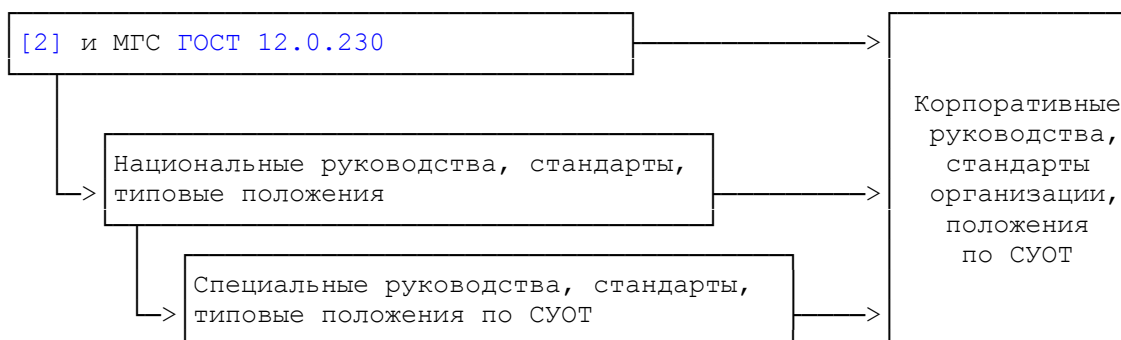 [2] и МГС ГОСТ 12.0.230
Корпоративные
руководства,
стандарты
организации,
положения
по СУОТ
Национальные руководства, стандарты,
типовые положения
Специальные руководства, стандарты,
типовые положения по СУОТ